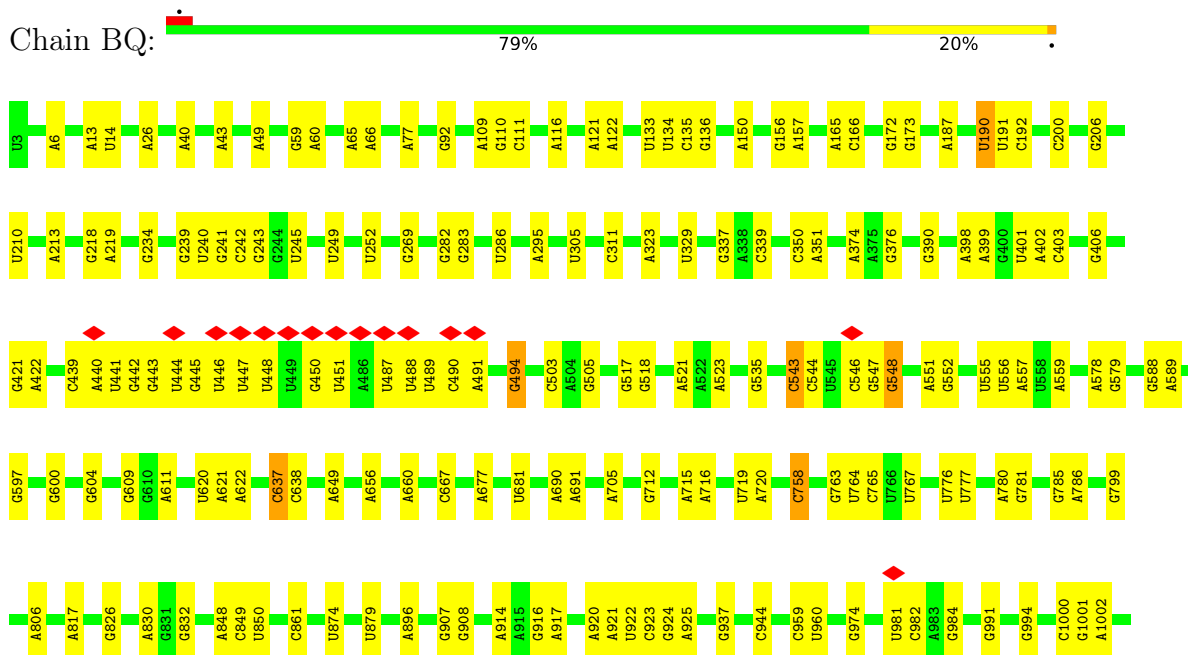 Chain BQ:
79% 20%
U3 A6 A13 U14 A26 A40 A43 A49 G59 A60 A65 A66 A77 G92 A109 G110 C111 A116 A121 A122 U133 U134 C135 G136 A150 G156 A157 A165 C166 G172 G173 A187 U190 U191 C192 C200 G206
U210 A213 G218 A219 G234 G239 U240 G241 C242 G243 G244 U245 U249 U252 G269 G282 G283 U286 A295 U305 C311 A323 U329 G337 A338 C339 C350 A351 A374 A375 G376 G390 A398 A399 G400 U401 A402 C403 G406
G421 A422 C439 A440 U441 G442 G443 U444 G445 U446 U447 U448 U449 G450 U451 A486 U487 U488 U489 C490 A491 G494 C503 A504 G505 G517 G518 A521 A522 A523 G535 C543 C544 U545 C546 G547 G548 A551 G552 U555 U556 A557 U558 A559 A578 G579 G588 A589
G597 G600 G604 G609 G610 A611 U620 A621 A622 C637 C638 A649 A656 A660 C667 A677 U681 A690 A691 A705 G712 A715 A716 U719 A720 C758 G763 U764 C765 U766 U767 U776 U777 A780 G781 G785 A786 G799
A806 A817 G826 A830 G831 G832 A848 C849 U850 C861 U874 U879 A896 G907 G908 A914 A915 G916 A917 A920 A921 U922 C923 G924 A925 G937 C944 C959 U960 G974 U981 C982 A983 G984 G991 G994 C1000 G1001 A1002